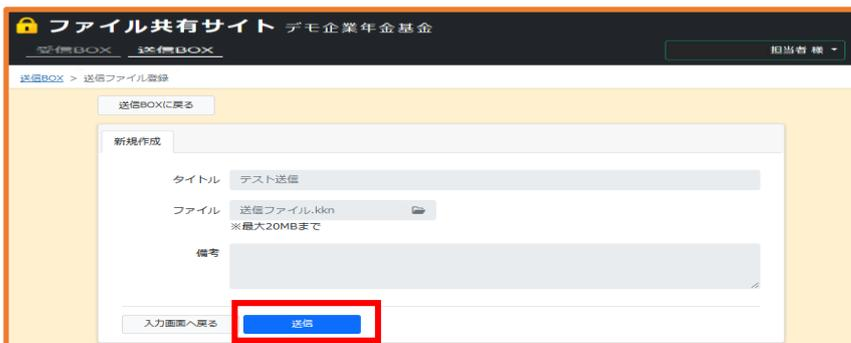 ファイル共有サイト デモ企業年金基金
受信BOX 送信BOX
担当者 様
送信BOX > 送信ファイル登録
送信BOXに戻る
新規作成
タイトル テスト送信
ファイル 送信ファイル.kkn
※最大20MBまで
備考
入力画面へ戻る 送信